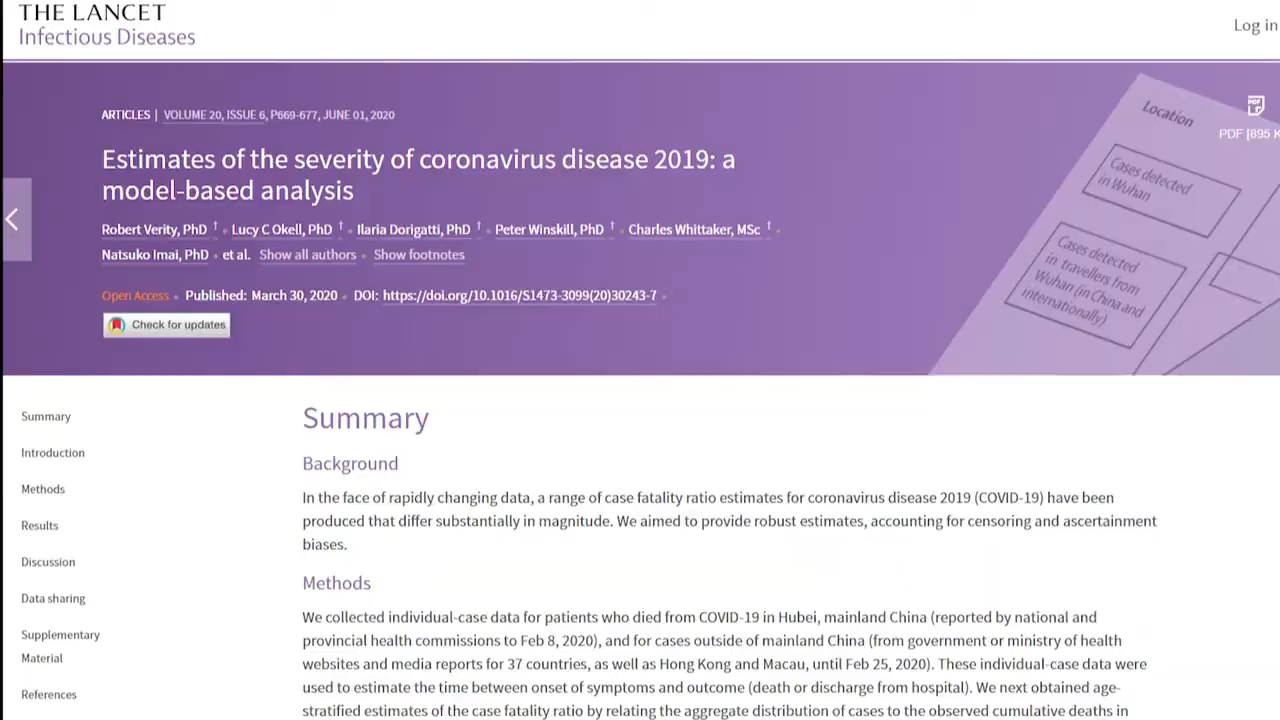 THE LANCET
Infectious Diseases
Log in
ARTICLES | VOLUME 20, ISSUE 6, P669-677, JUNE 01, 2020
PDF [895 K
Estimates of the severity of coronavirus disease 2019: a
model-based analysis
Robert Verity, PhD † • Lucy C Okell, PhD † • Ilaria Dorigatti, PhD † • Peter Winskill, PhD † • Charles Whittaker, MSc † •
Natsuko Imai, PhD • et al. Show all authors • Show footnotes
Open Access • Published: March 30, 2020 • DOI: https://doi.org/10.1016/S1473-3099(20)30243-7 •
Check for updates
Location
Cases detected
in Wuhan
Cases detected
in travellers from
Wuhan (in China and
internationally)
Summary
Introduction
Methods
Results
Discussion
Data sharing
Supplementary
Material
References
Summary
Background
In the face of rapidly changing data, a range of case fatality ratio estimates for coronavirus disease 2019 (COVID-19) have been
produced that differ substantially in magnitude. We aimed to provide robust estimates, accounting for censoring and ascertainment
biases.
Methods
We collected individual-case data for patients who died from COVID-19 in Hubei, mainland China (reported by national and
provincial health commissions to Feb 8, 2020), and for cases outside of mainland China (from government or ministry of health
websites and media reports for 37 countries, as well as Hong Kong and Macau, until Feb 25, 2020). These individual-case data were
used to estimate the time between onset of symptoms and outcome (death or discharge from hospital). We next obtained age-
stratified estimates of the case fatality ratio by relating the aggregate distribution of cases to the observed cumulative deaths in